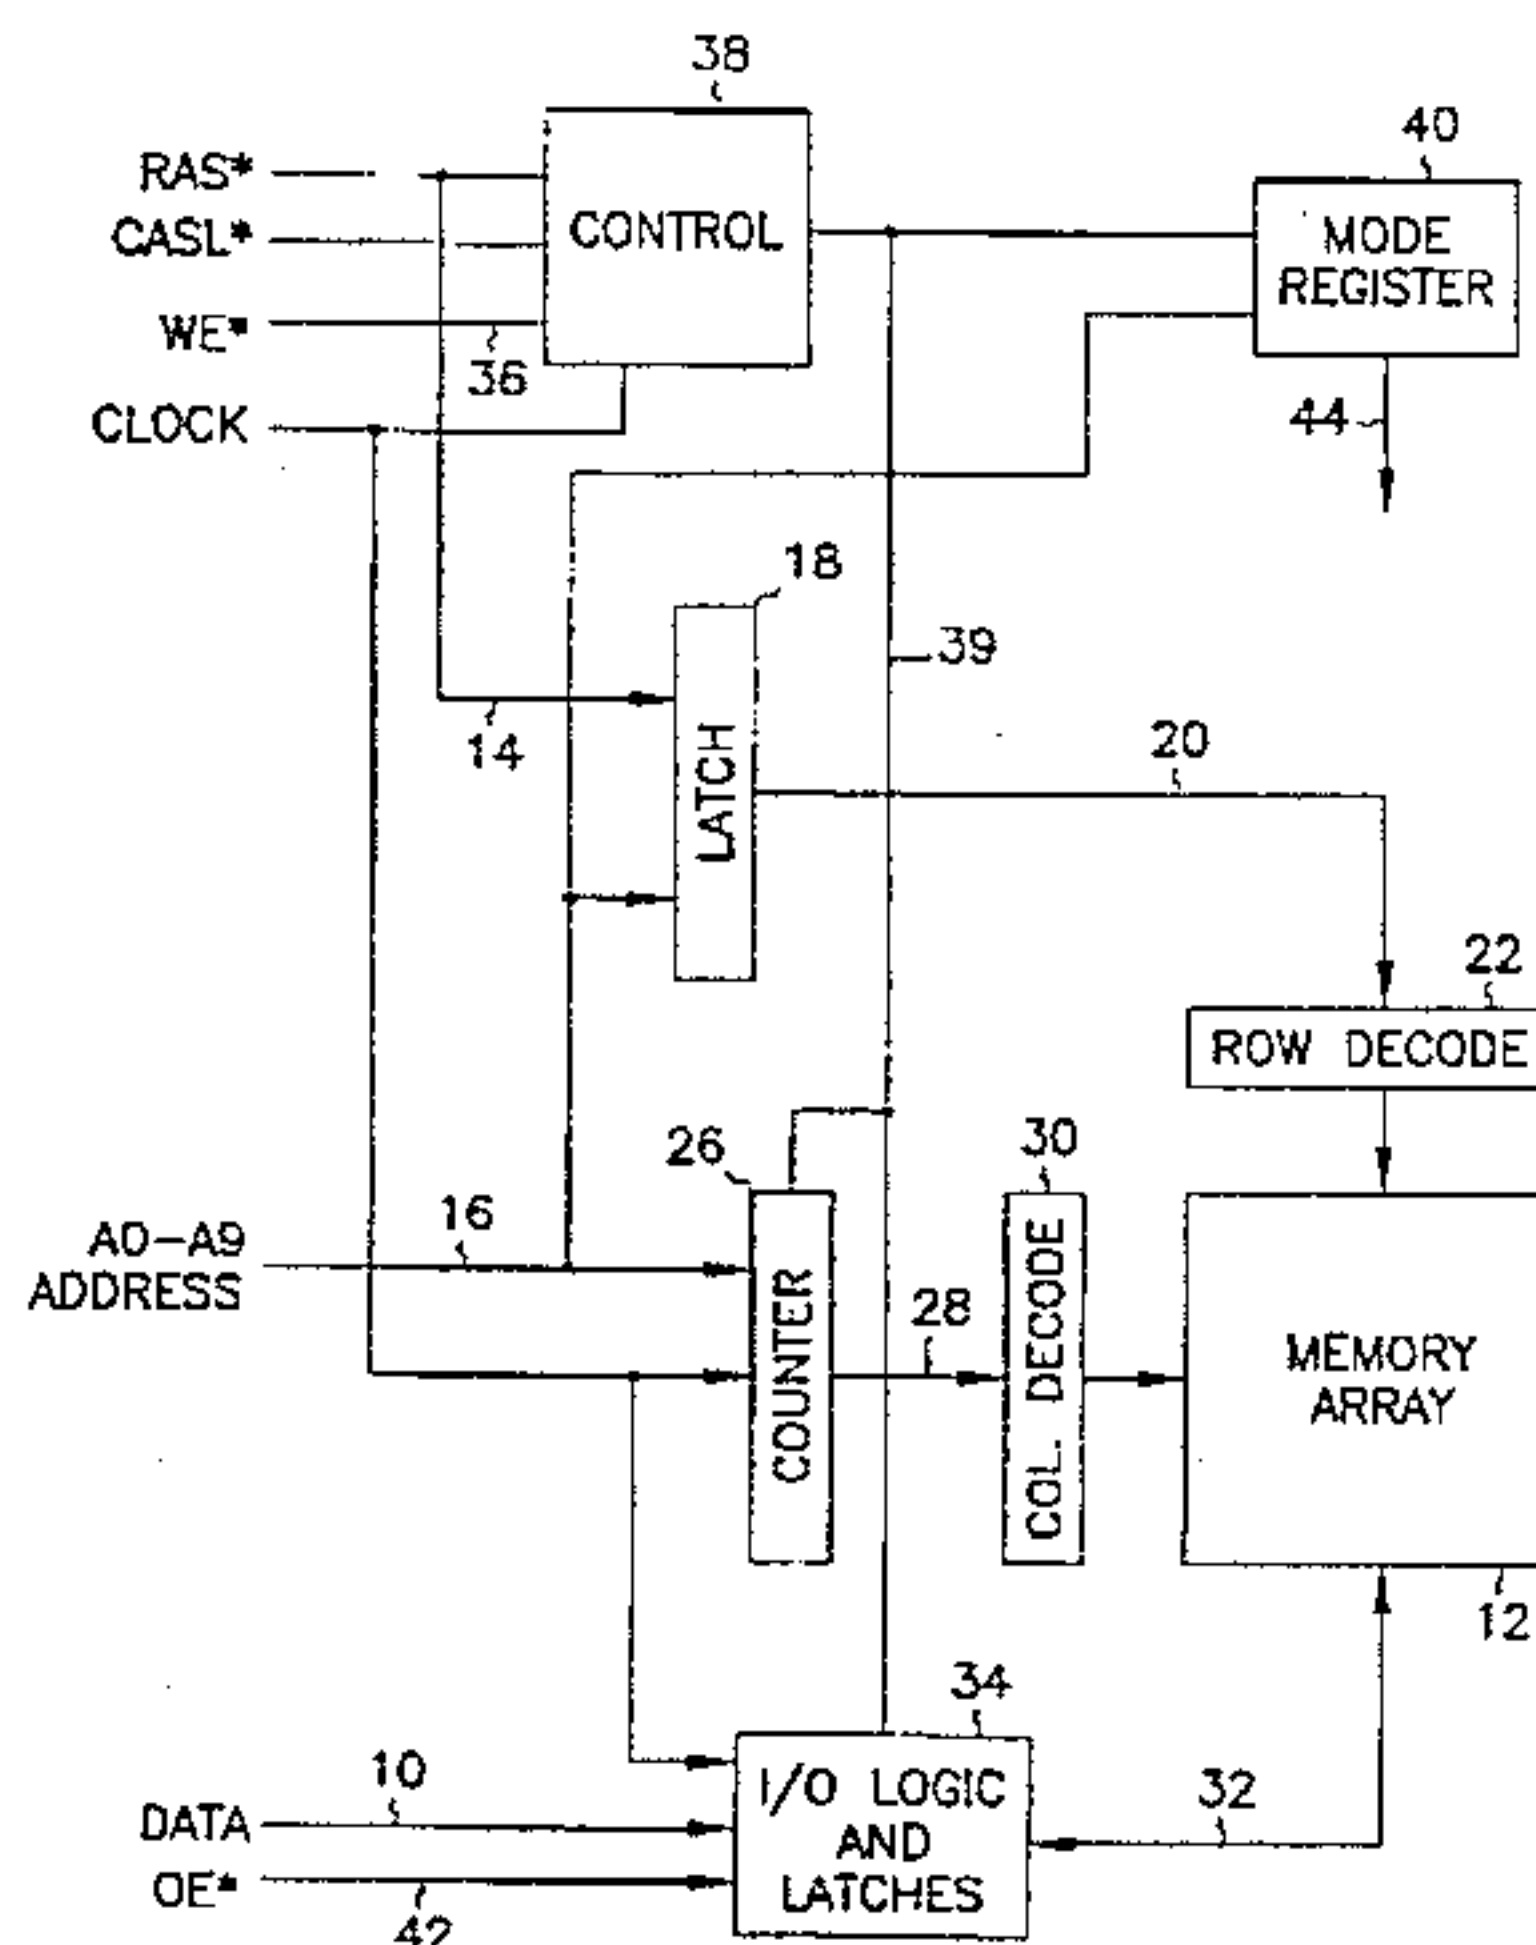 38
40
RAS*
CASL*
CONTROL
MODE
REGISTER
WE*
36
CLOCK
44
18
39
14
20
LATCH
22
ROW DECODE
26
30
16
A0-A9
ADDRESS
28
COUNTER
COL. DECODE
MEMORY
ARRAY
12
34
10
I/O LOGIC
AND
LATCHES
32
DATA
OE*
42